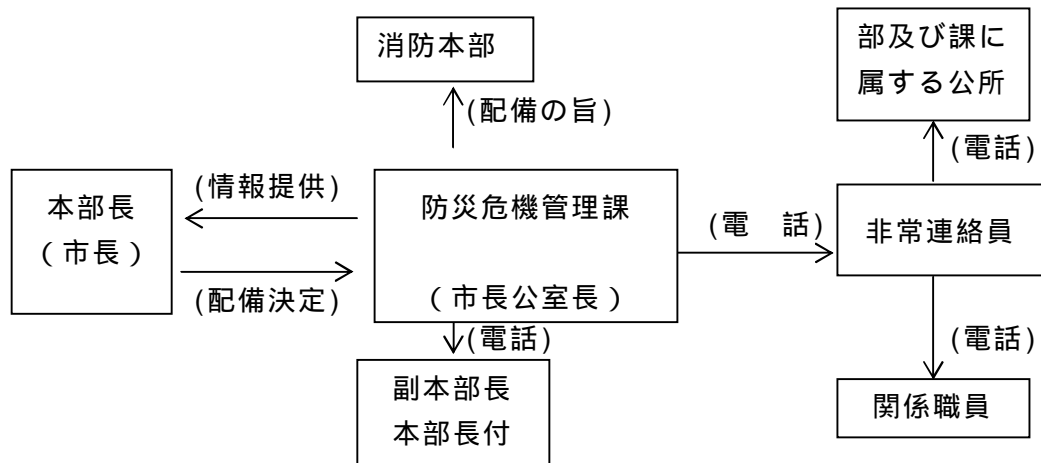 消防本部
部及び課に
属する公所
(配備の旨)
(電話)
本部長
（市長）
(情報提供)
(配備決定)
防災危機管理課
（市長公室長）
(電　話)
非常連絡員
(電話)
副本部長
本部長付
(電話)
関係職員